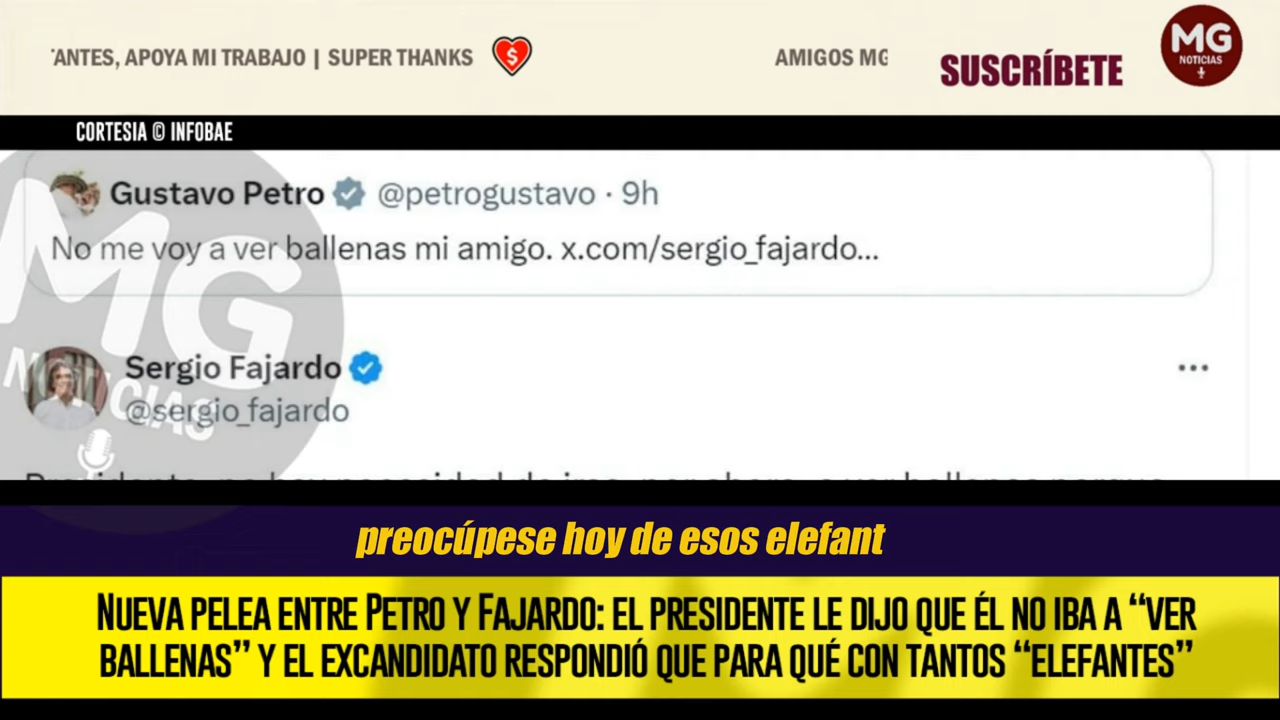 TANTES, APOYA MI TRABAJO | SUPER THANKS
AMIGOS MG
SUSCRÍBETE
MG
NOTICIAS
CORTESIA © INFOBAE
Gustavo Petro @petrogustavo · 9h
No me voy a ver ballenas mi amigo. x.com/sergio_fajardo...
MG
NOTICIAS
Sergio Fajardo
@sergio_fajardo
preocúpese hoy de esos elefant
NUEVA PELEA ENTRE PETRO Y FAJARDO: EL PRESIDENTE LE DIJO QUE ÉL NO IBA A “VER
BALLENAS” Y EL EXCANDIDATO RESPONDIÓ QUE PARA QUÉ CON TANTOS “ELEFANTES”